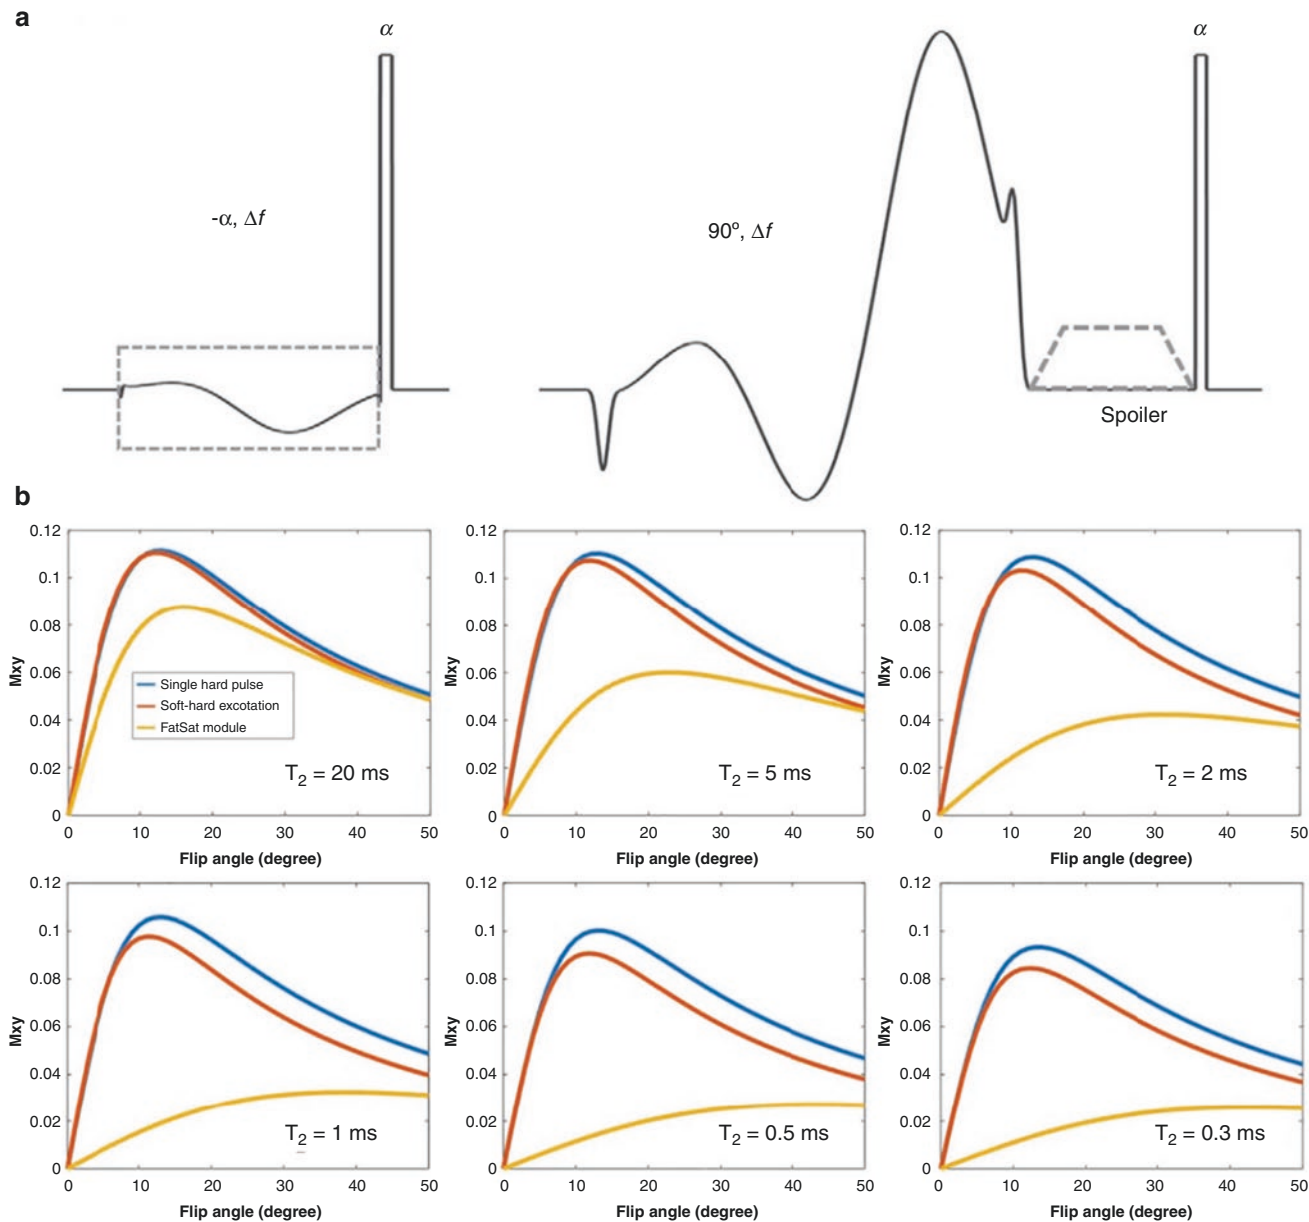 a
α
α
-α, Δf
90º, Δf
Spoiler
b
0.12
0.1
0.08
0.06
0.04
0.02
0
Mxy
Single hard pulse
Soft-hard excotation
FatSat module
T2 = 20 ms
0 10 20 30 40 50
Flip angle (degree)
0.12
0.1
0.08
0.06
0.04
0.02
0
Mxy
T2 = 5 ms
0 10 20 30 40 50
Flip angle (degree)
0.12
0.1
0.08
0.06
0.04
0.02
0
Mxy
T2 = 2 ms
0 10 20 30 40 50
Flip angle (degree)
0.12
0.1
0.08
0.06
0.04
0.02
0
Mxy
T2 = 1 ms
0 10 20 30 40 50
Flip angle (degree)
0.12
0.1
0.08
0.06
0.04
0.02
0
Mxy
T2 = 0.5 ms
0 10 20 30 40 50
Flip angle (degree)
0.12
0.1
0.08
0.06
0.04
0.02
0
Mxy
T2 = 0.3 ms
0 10 20 30 40 50
Flip angle (degree)